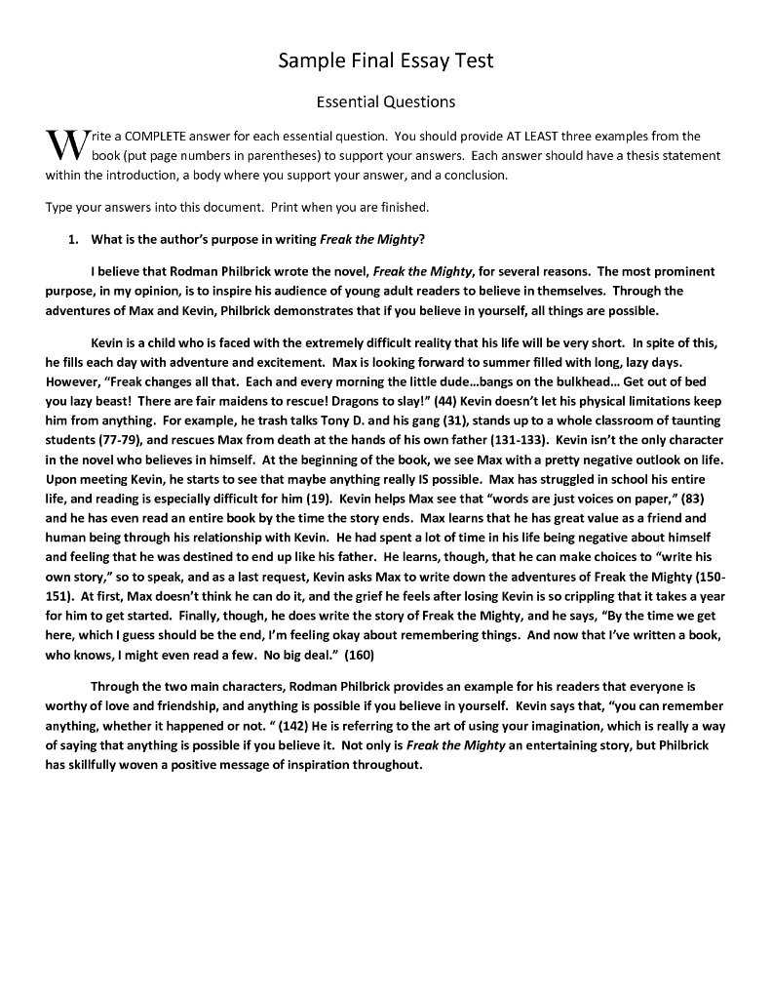 Sample Final Essay Test
Essential Questions
Write a COMPLETE answer for each essential question.  You should provide AT LEAST three examples from the
book (put page numbers in parentheses) to support your answers.  Each answer should have a thesis statement
within the introduction, a body where you support your answer, and a conclusion.
Type your answers into this document.  Print when you are finished.
1.   What is the author's purpose in writing Freak the Mighty?
I believe that Rodman Philbrick wrote the novel, Freak the Mighty, for several reasons.  The most prominent
purpose, in my opinion, is to inspire his audience of young adult readers to believe in themselves.  Through the
adventures of Max and Kevin, Philbrick demonstrates that if you believe in yourself, all things are possible.
Kevin is a child who is faced with the extremely difficult reality that his life will be very short.  In spite of this,
he fills each day with adventure and excitement.  Max is looking forward to summer filled with long, lazy days.
However, “Freak changes all that.  Each and every morning the little dude…bangs on the bulkhead… Get out of bed
you lazy beast!  There are fair maidens to rescue! Dragons to slay!” (44) Kevin doesn't let his physical limitations keep
him from anything.  For example, he trash talks Tony D. and his gang (31), stands up to a whole classroom of taunting
students (77-79), and rescues Max from death at the hands of his own father (131-133).  Kevin isn't the only character
in the novel who believes in himself.  At the beginning of the book, we see Max with a pretty negative outlook on life.
Upon meeting Kevin, he starts to see that maybe anything really IS possible.  Max has struggled in school his entire
life, and reading is especially difficult for him (19).  Kevin helps Max see that “words are just voices on paper,” (83)
and he has even read an entire book by the time the story ends.  Max learns that he has great value as a friend and
human being through his relationship with Kevin.  He had spent a lot of time in his life being negative about himself
and feeling that he was destined to end up like his father.  He learns, though, that he can make choices to “write his
own story,” so to speak, and as a last request, Kevin asks Max to write down the adventures of Freak the Mighty (150-
151).  At first, Max doesn't think he can do it, and the grief he feels after losing Kevin is so crippling that it takes a year
for him to get started.  Finally, though, he does write the story of Freak the Mighty, and he says, “By the time we get
here, which I guess should be the end, I'm feeling okay about remembering things.  And now that I've written a book,
who knows, I might even read a few.  No big deal.”  (160)
Through the two main characters, Rodman Philbrick provides an example for his readers that everyone is
worthy of love and friendship, and anything is possible if you believe in yourself.  Kevin says that, “you can remember
anything, whether it happened or not. “ (142) He is referring to the art of using your imagination, which is really a way
of saying that anything is possible if you believe it.  Not only is Freak the Mighty an entertaining story, but Philbrick
has skillfully woven a positive message of inspiration throughout.